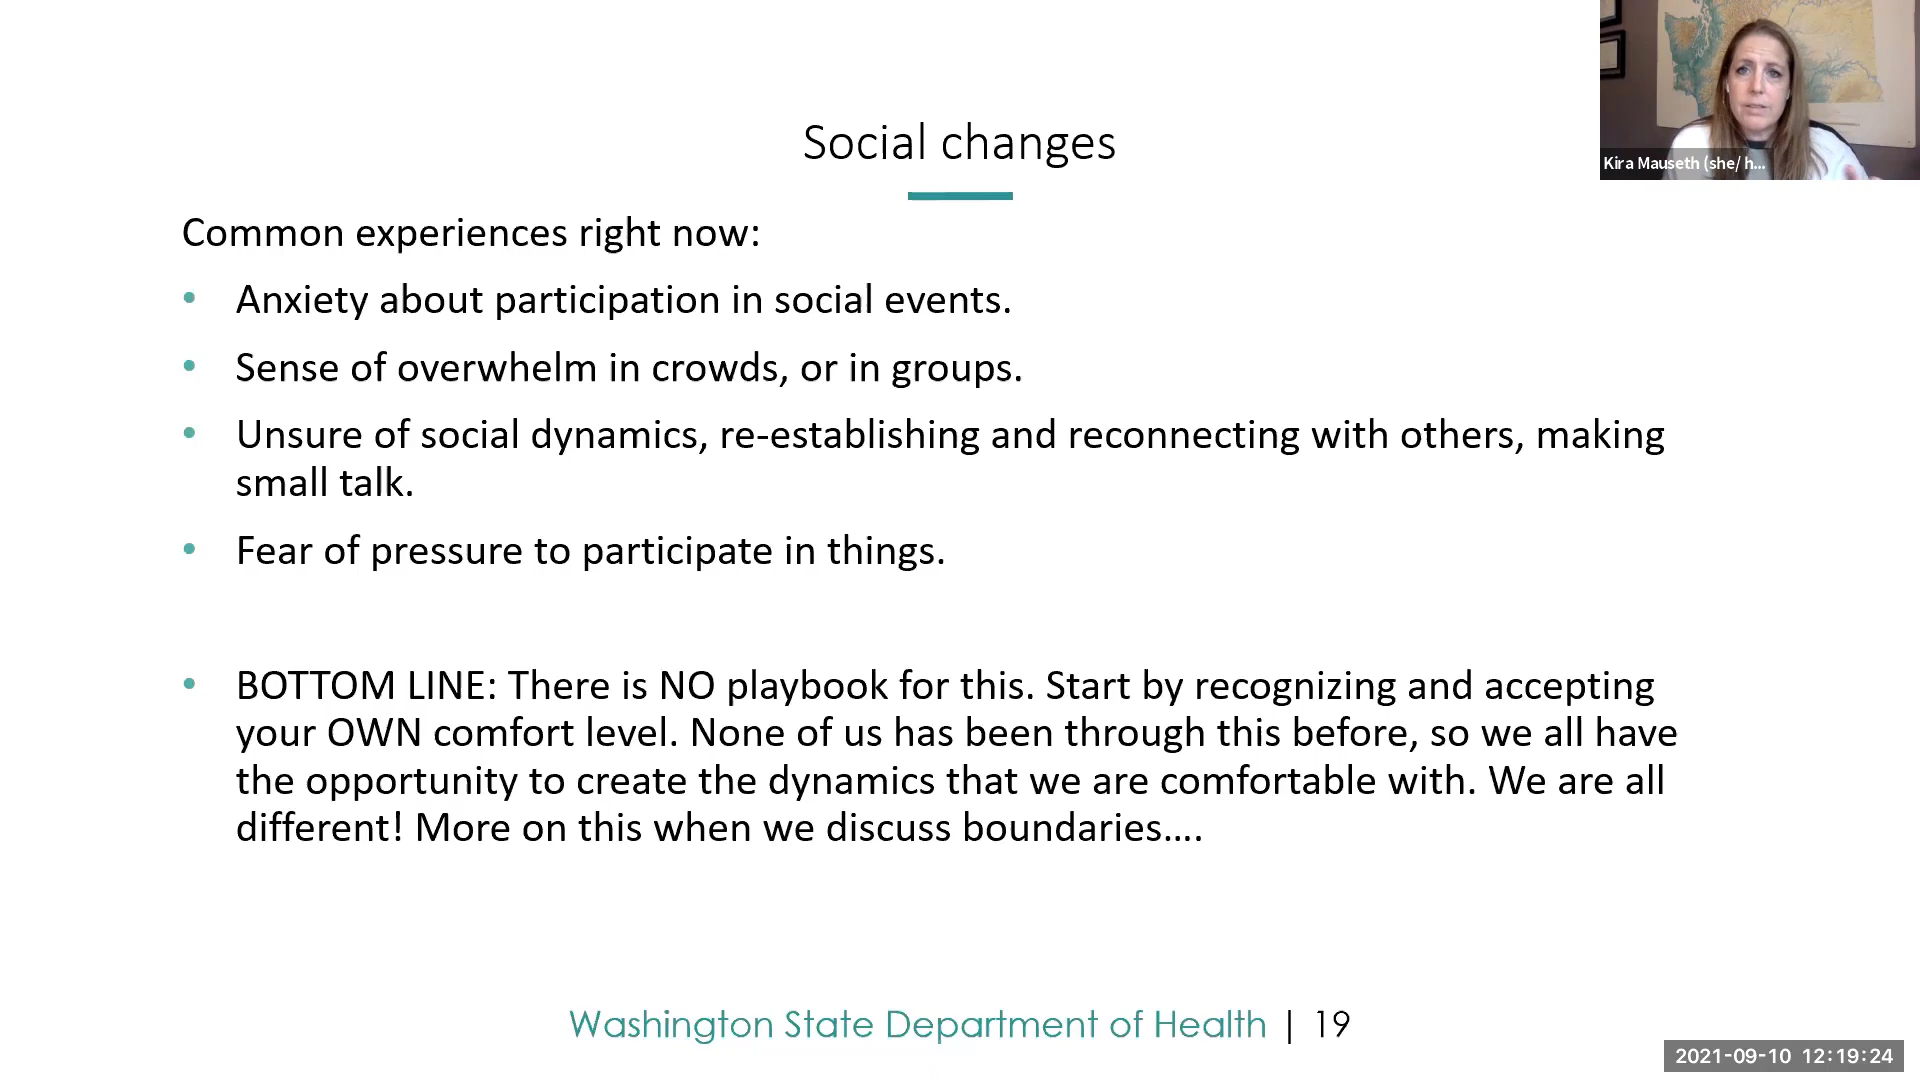 Social changes
Kira Mauseth (she/ h...
Common experiences right now:
• Anxiety about participation in social events.
• Sense of overwhelm in crowds, or in groups.
• Unsure of social dynamics, re-establishing and reconnecting with others, making
small talk.
• Fear of pressure to participate in things.
• BOTTOM LINE: There is NO playbook for this. Start by recognizing and accepting
your OWN comfort level. None of us has been through this before, so we all have
the opportunity to create the dynamics that we are comfortable with. We are all
different! More on this when we discuss boundaries....
Washington State Department of Health | 19
2021-09-10 12:19:24